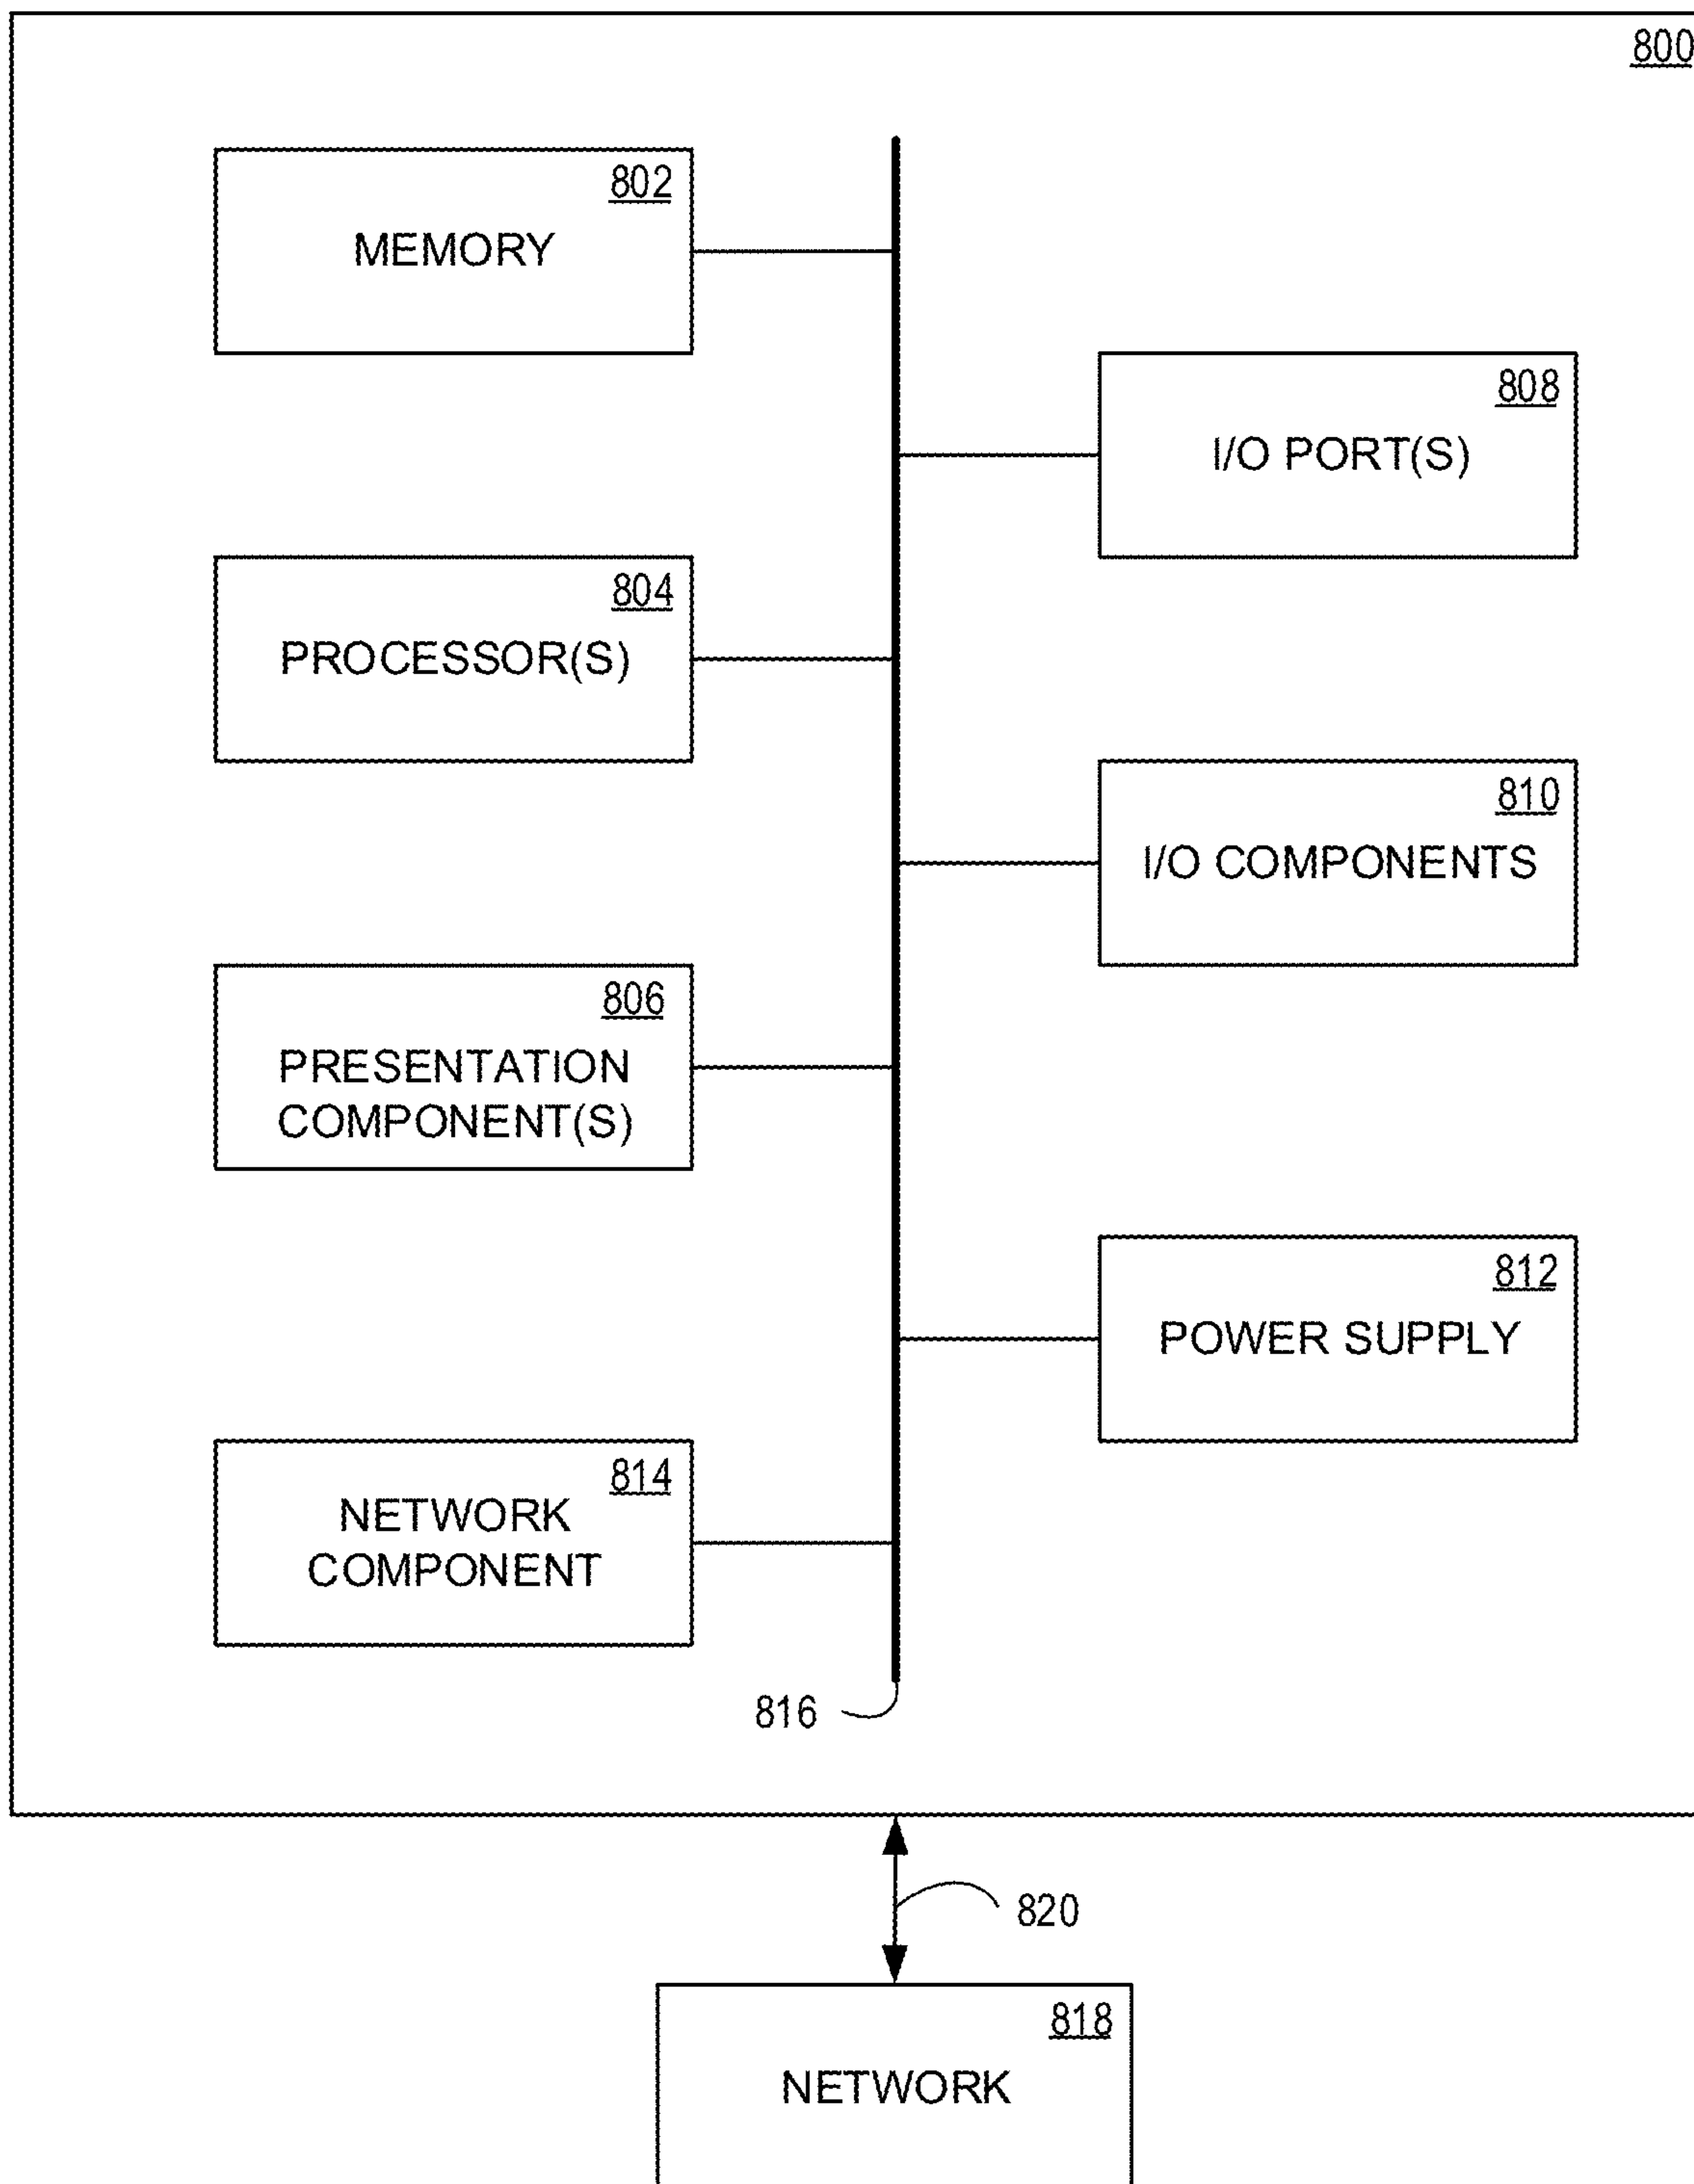 800
802
MEMORY
808
I/O PORT(S)
804
PROCESSOR(S)
810
I/O COMPONENTS
806
PRESENTATION
COMPONENT(S)
812
POWER SUPPLY
814
NETWORK
COMPONENT
816
820
818
NETWORK